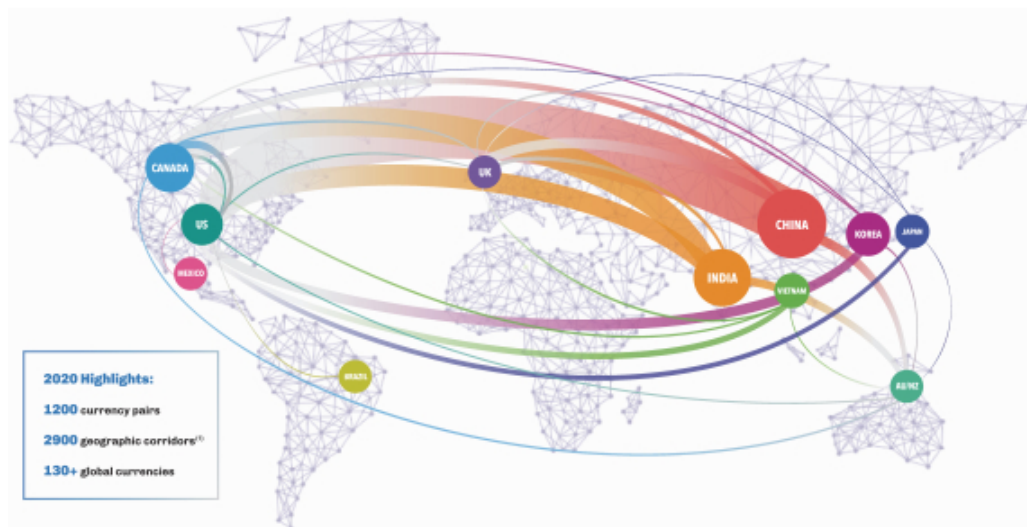 CANADA
UK
US
CHINA
KOREA
JAPAN
MEXICO
INDIA
VIETNAM
BRAZIL
AU/NZ
2020 Highlights:
1200 currency pairs
2900 geographic corridors⁽¹⁾
130+ global currencies